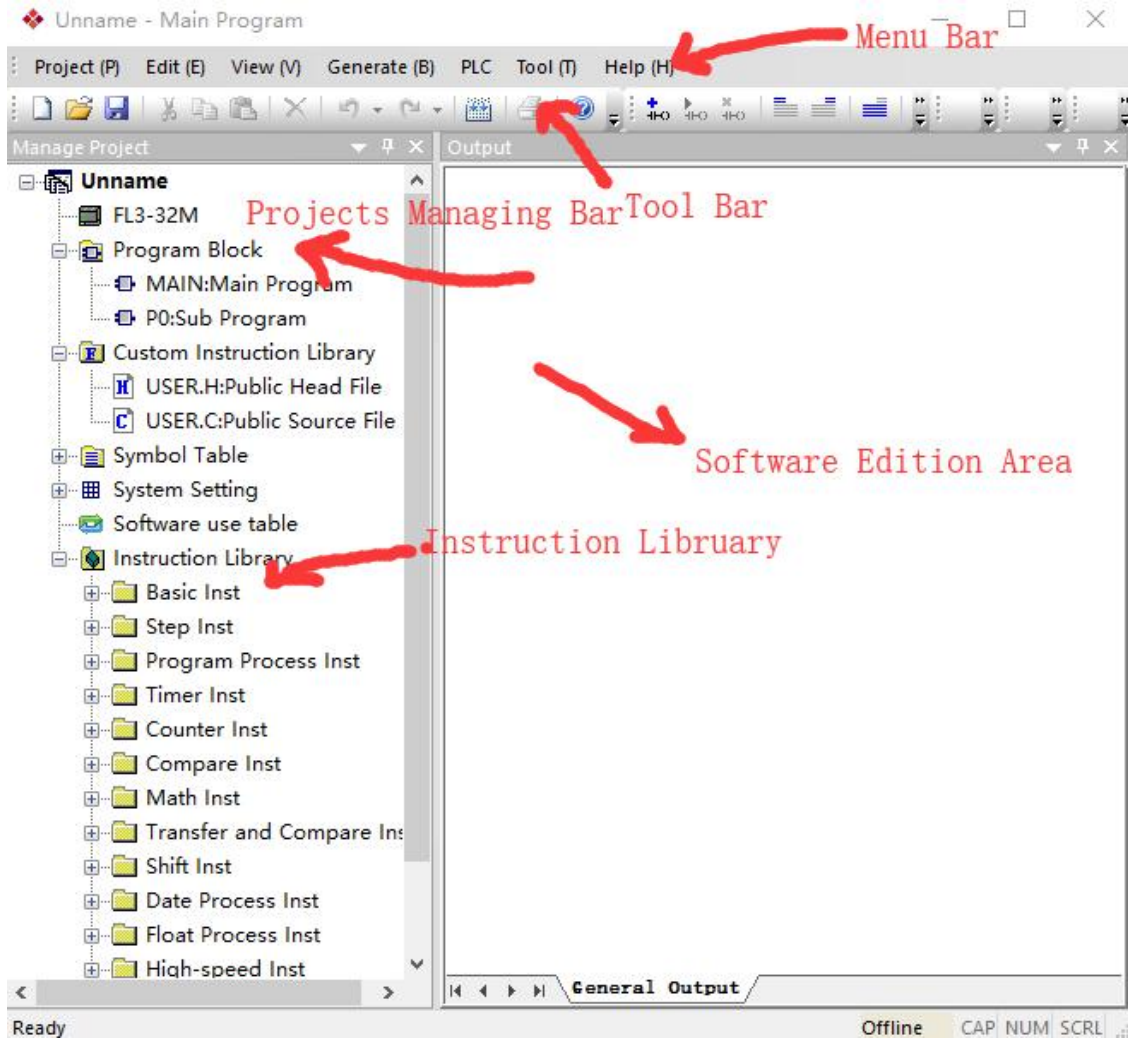 Unname - Main Program
Menu Bar
Project (P) Edit (E) View (V) Generate (B) PLC Tool (T) Help (H)
Manage Project
Output
Unname
FL3-32M
Projects Managing Bar
Tool Bar
Program Block
MAIN:Main Program
P0:Sub Program
Custom Instruction Library
USER.H:Public Head File
USER.C:Public Source File
Symbol Table
Software Edition Area
System Setting
Software use table
Instruction Libruary
Instruction Library
Basic Inst
Step Inst
Program Process Inst
Timer Inst
Counter Inst
Compare Inst
Math Inst
Transfer and Compare Ins
Shift Inst
Date Process Inst
Float Process Inst
High-speed Inst
General Output
Ready
Offline CAP NUM SCRL